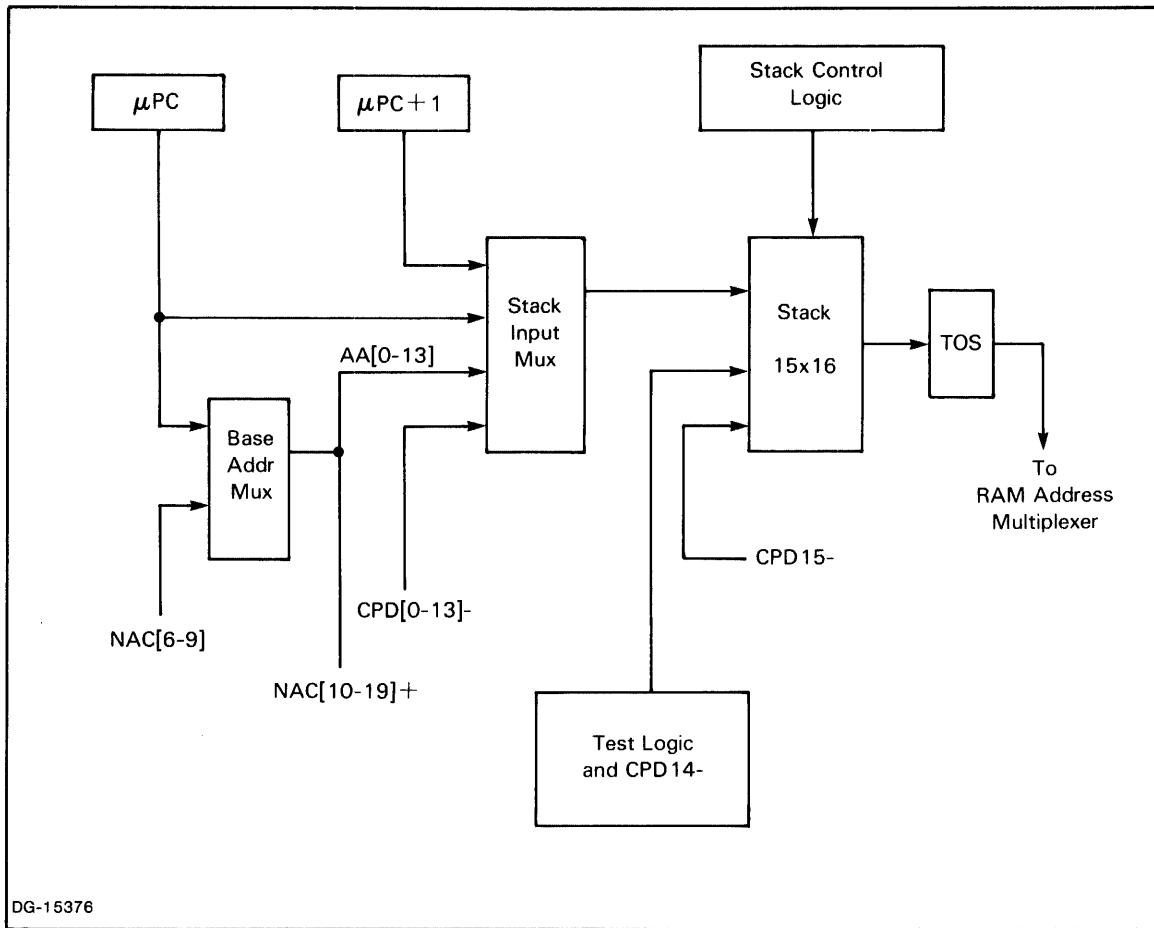 μPC
μPC+1
Stack Control
Logic
Stack
Input
Mux
Stack
15x16
TOS
AA[0-13]
Base
Addr
Mux
To
RAM Address
Multiplexer
CPD15-
CPD[0-13]-
NAC[6-9]
NAC[10-19]+
Test Logic
and CPD14-
DG-15376